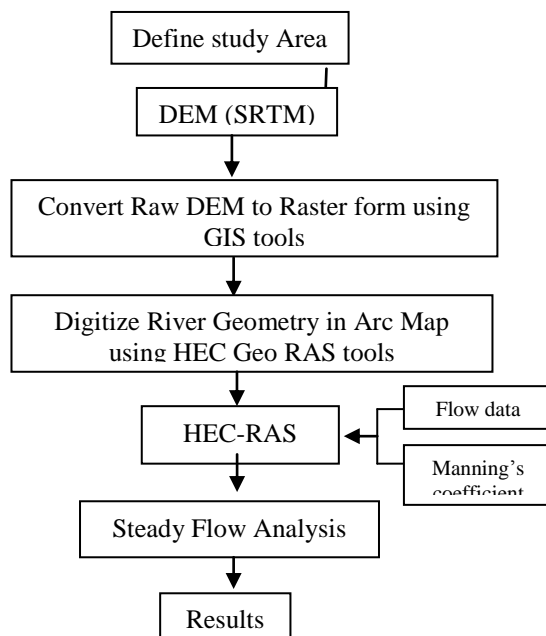 Define study Area
DEM (SRTM)
Convert Raw DEM to Raster form using
GIS tools
Digitize River Geometry in Arc Map
using HEC Geo RAS tools
HEC-RAS
Flow data
Manning's
coefficient
Steady Flow Analysis
Results